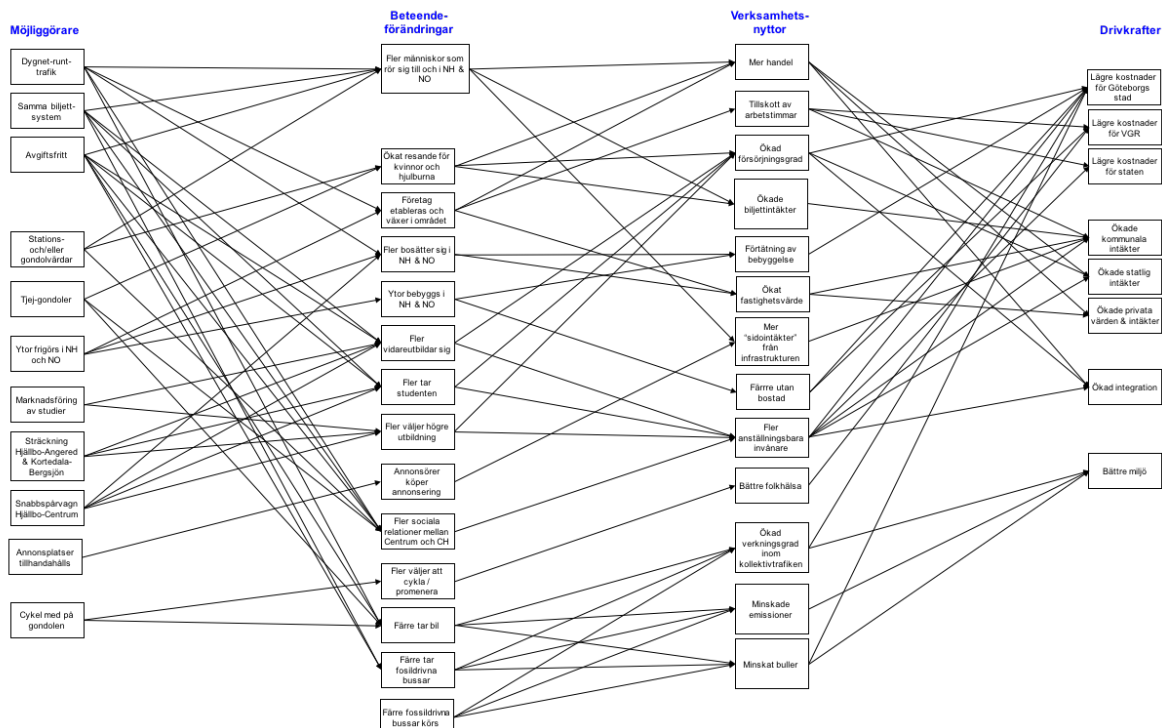 Möjliggörare
Dygnet-runt-
trafik
Samma biljett-
system
Avgiftsfritt
Stations-
och/eller
gondolvärdar
Tjej-gondoler
Ytor frigörs i NH
och NO
Marknadsföring
av studier
Sträckning
Hjällbo-Angered
& Kortedala-
Bergsjön
Snabbspårvagn
Hjällbo-Centrum
Annonsplatser
tillhandahålls
Cykel med på
gondolen
Beteende-
förändringar
Fler människor som
rör sig till och i NH &
NO
Ökat resande för
kvinnor och
hjulburna
Företag
etableras och
växer i området
Fler bosätter sig i
NH & NO
Ytor bebyggs i
NH & NO
Fler
vidareutbildar sig
Fler tar
studenten
Fler väljer högre
utbildning
Annonsörer
köper
annonsering
Fler sociala
relationer mellan
Centrum och CH
Fler väljer att
cykla /
promenera
Färre tar bil
Färre tar
fosildrivna
bussar
Färre fossildrivna
bussar körs
Verksamhets-
nyttor
Mer handel
Tillskott av
arbetstimmar
Ökad
försörjningsgrad
Ökade
biljettintäkter
Förtätning av
bebyggelse
Ökat
fastighetsvärde
Mer
"sidointäkter"
från
infrastrukturen
Färrre utan
bostad
Fler
anställningsbara
invånare
Bättre folkhälsa
Ökad
verkningsgrad
inom
kollektivtrafiken
Minskade
emissioner
Minskat buller
Drivkrafter
Lägre kostnader
för Göteborgs
stad
Lägre kostnader
för VGR
Lägre kostnader
för staten
Ökade
kommunala
intäkter
Ökade statlig
intäkter
Ökade privata
värden & intäkter
Ökad integration
Bättre miljö